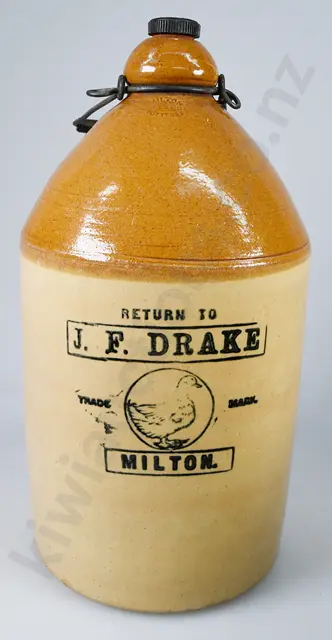 RETURN TO
J. F. DRAKE
TRADE MARK.
MILTON.